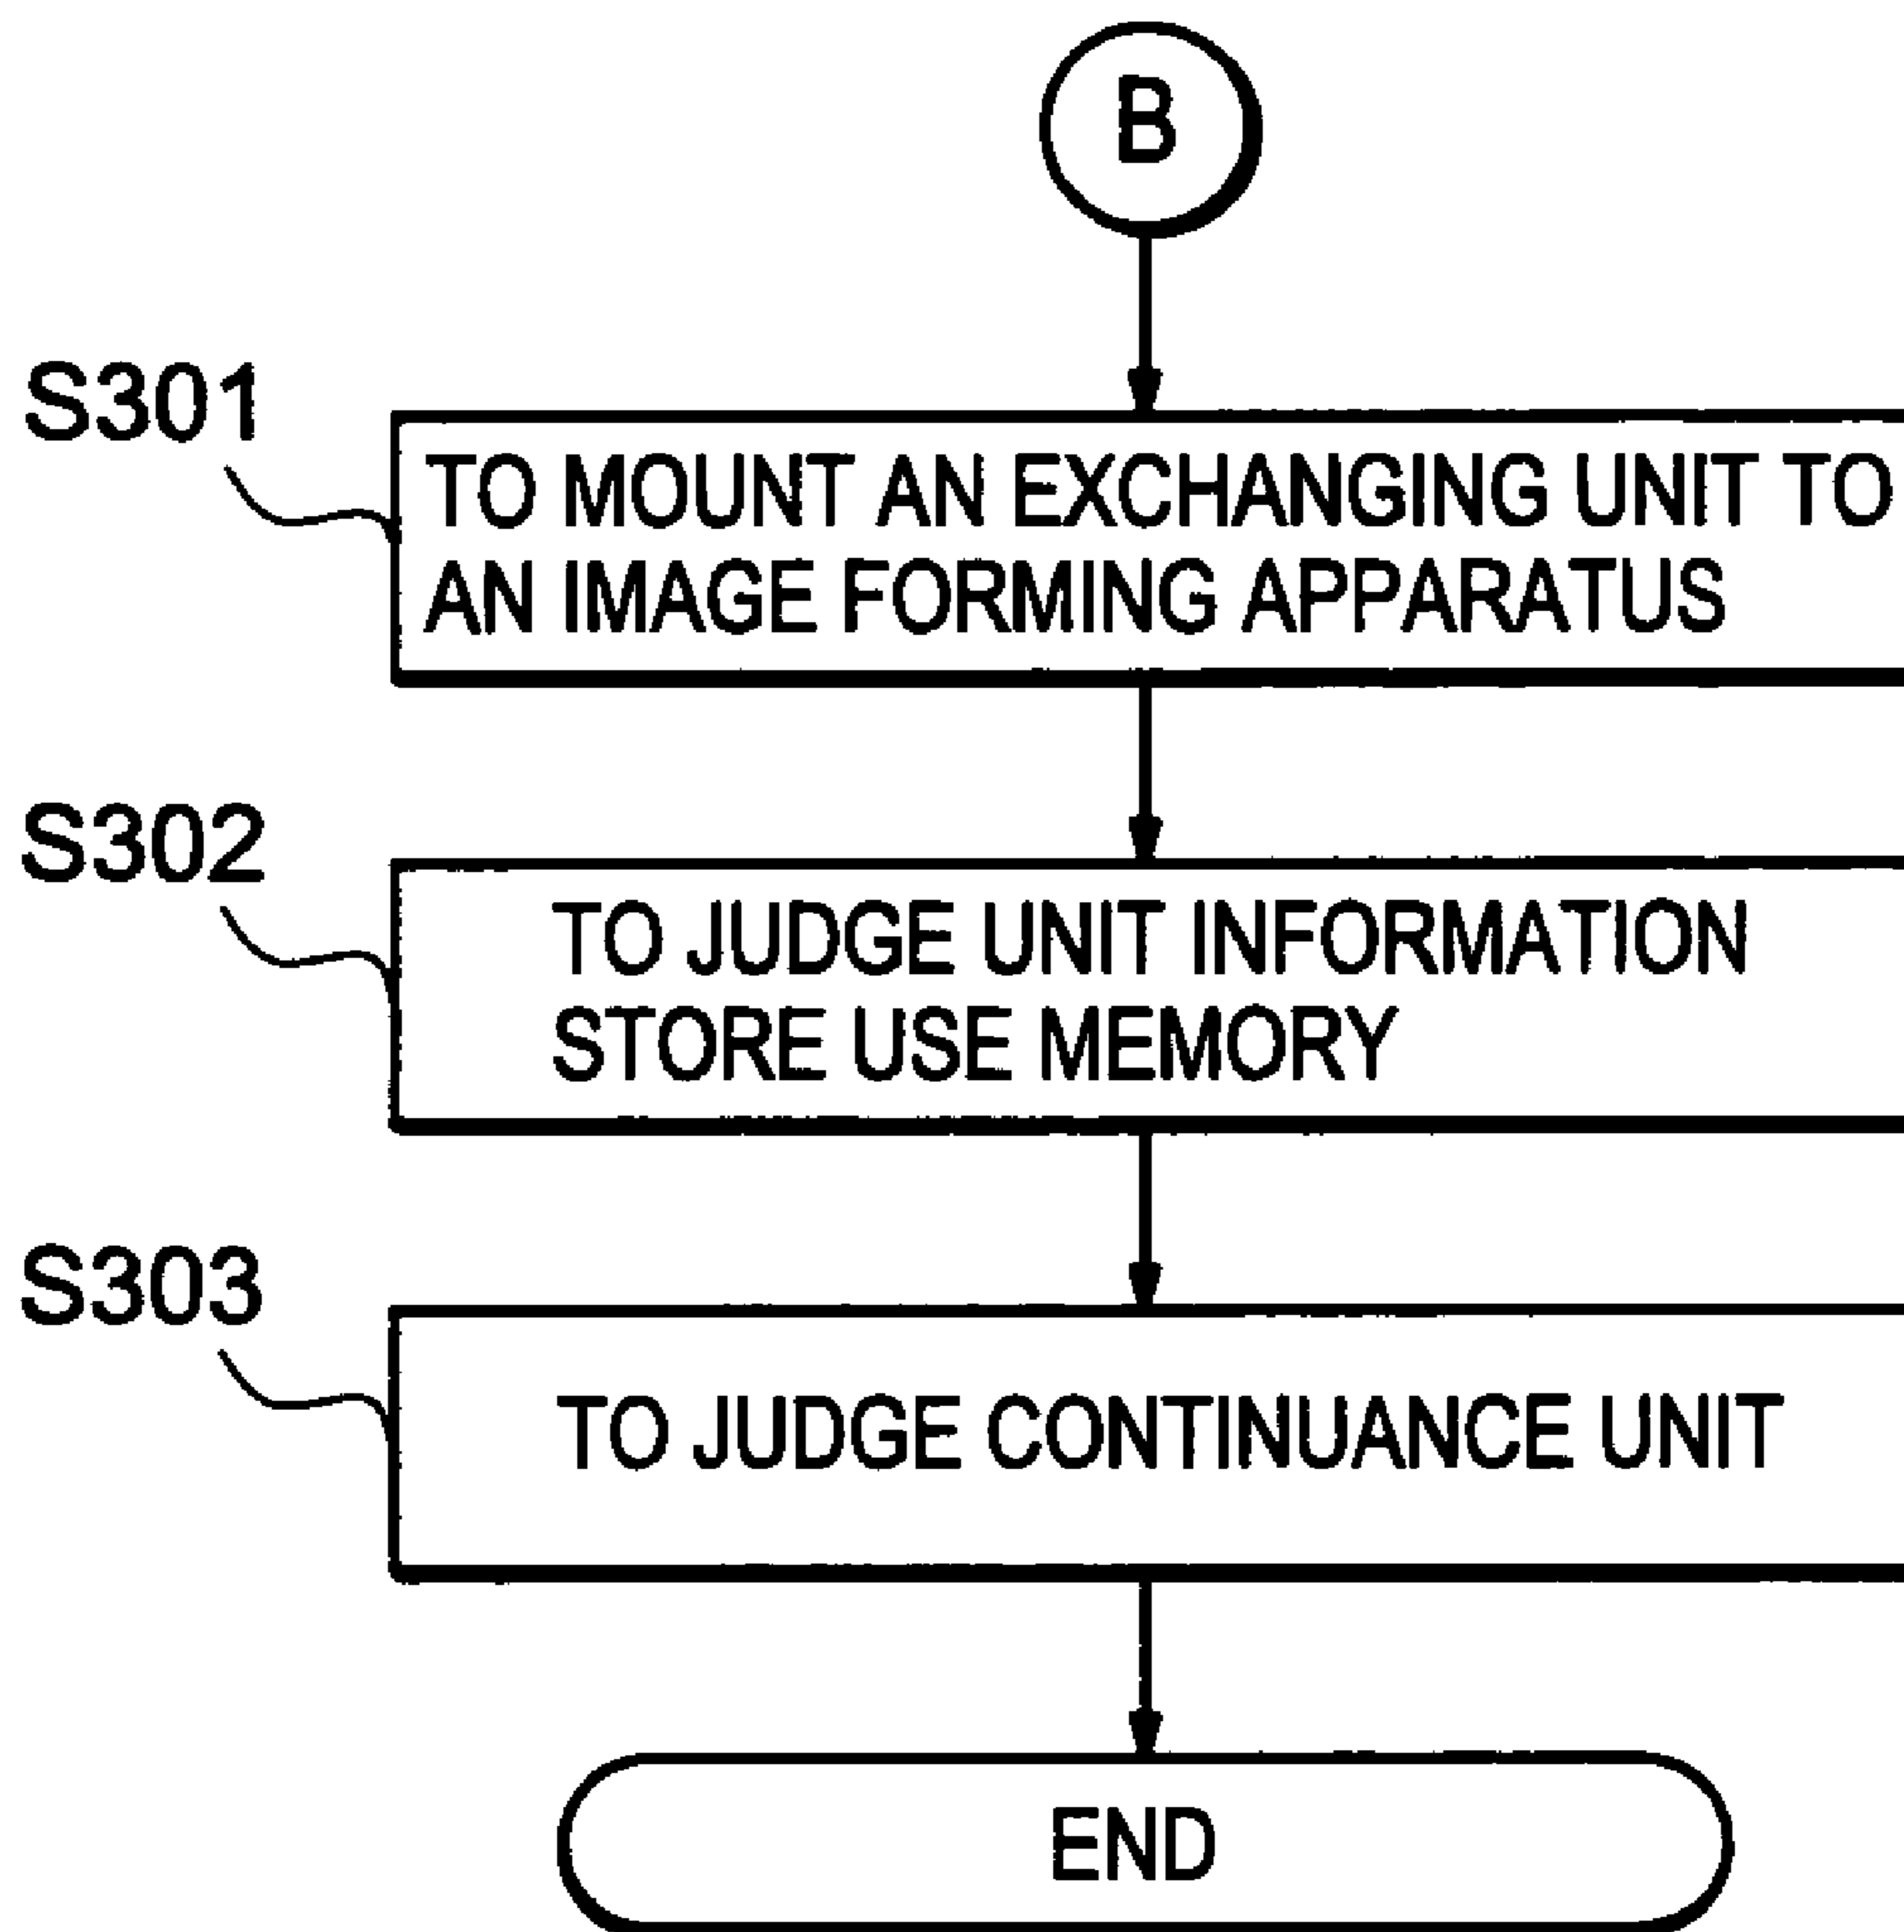 B
S301
TO MOUNT AN EXCHANGING UNIT TO
AN IMAGE FORMING APPARATUS
S302
TO JUDGE UNIT INFORMATION
STORE USE MEMORY
S303
TO JUDGE CONTINUANCE UNIT
END